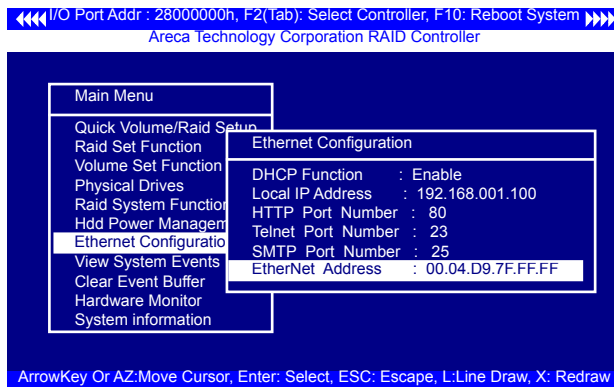 I/O Port Addr : 28000000h, F2(Tab): Select Controller, F10: Reboot System
Areca Technology Corporation RAID Controller
Main Menu
Quick Volume/Raid Setup
Raid Set Function
Volume Set Function
Physical Drives
Raid System Function
Hdd Power Managem
Ethernet Configuratio
View System Events
Clear Event Buffer
Hardware Monitor
System information
Ethernet Configuration
DHCP Function : Enable
Local IP Address : 192.168.001.100
HTTP Port Number : 80
Telnet Port Number : 23
SMTP Port Number : 25
EtherNet Address : 00.04.D9.7F.FF.FF
ArrowKey Or AZ:Move Cursor, Enter: Select, ESC: Escape, L:Line Draw, X: Redraw